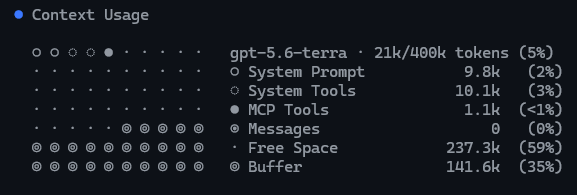 Context Usage
gpt-5.6-terra · 21k/400k tokens (5%)
System Prompt 9.8k (2%)
System Tools 10.1k (3%)
MCP Tools 1.1k (<1%)
Messages 0 (0%)
Free Space 237.3k (59%)
Buffer 141.6k (35%)